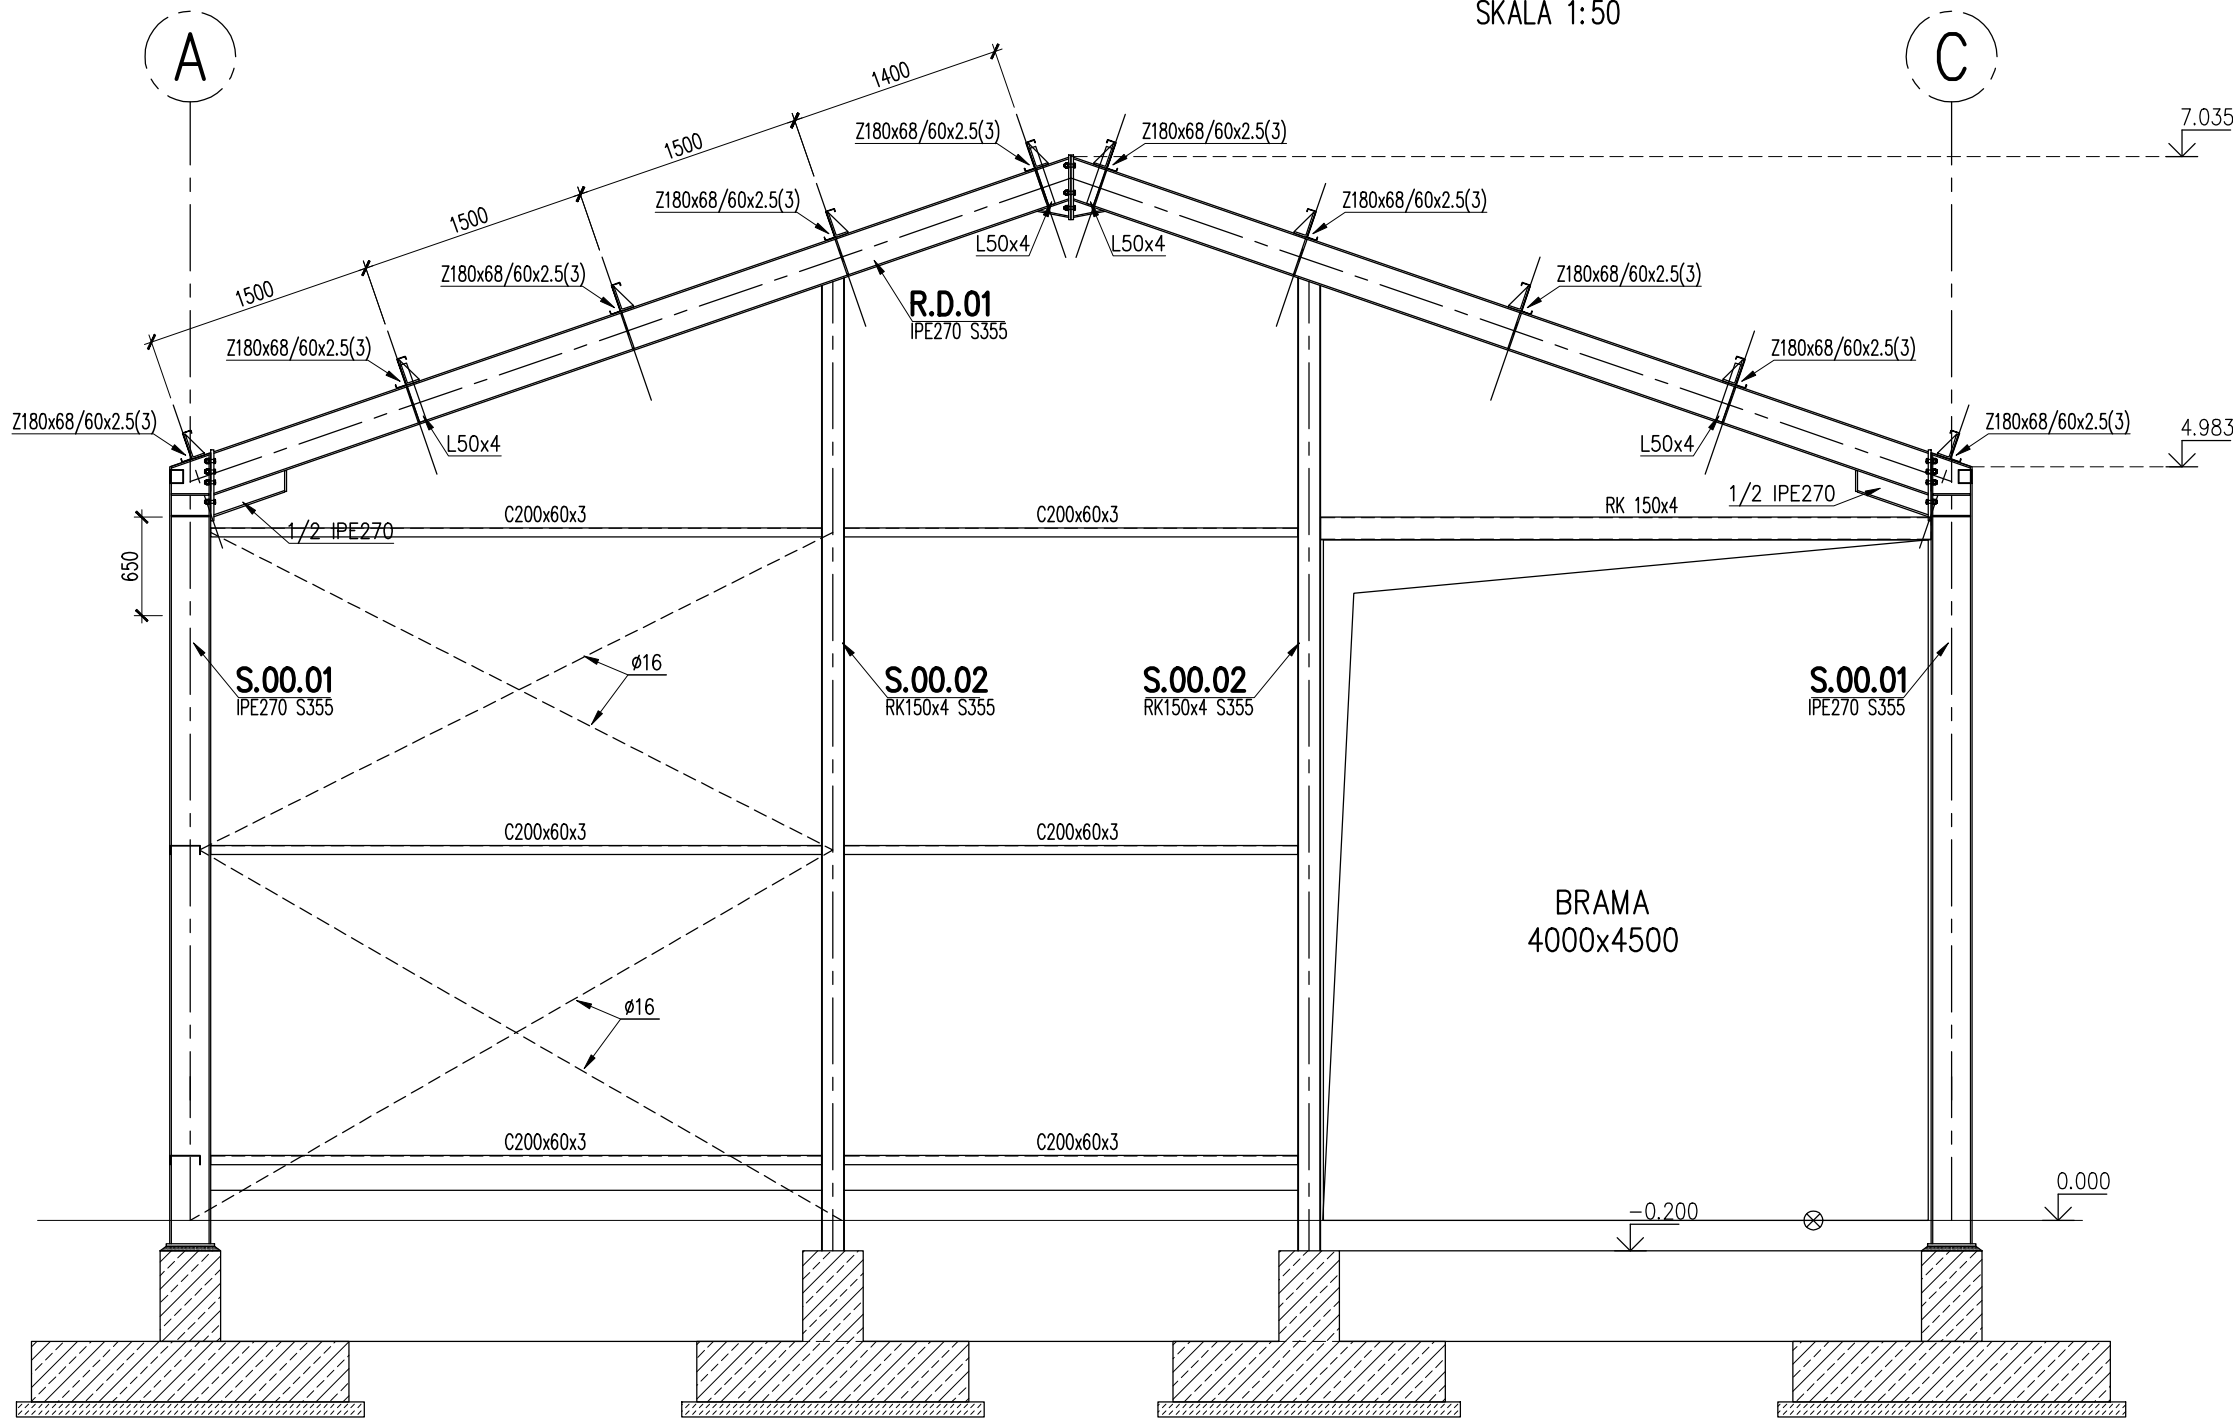 SKALA 1:50
A
C
1400
7.035
Z180x68/60x2.5(3)
Z180x68/60x2.5(3)
1500
Z180x68/60x2.5(3)
Z180x68/60x2.5(3)
1500
L50x4
L50x4
Z180x68/60x2.5(3)
Z180x68/60x2.5(3)
1500
R.D.01
IPE270 S355
Z180x68/60x2.5(3)
Z180x68/60x2.5(3)
Z180x68/60x2.5(3)
Z180x68/60x2.5(3)
4.983
L50x4
L50x4
1/2 IPE270
RK 150x4
C200x60x3
C200x60x3
1/2 IPE270
650
ø16
S.00.01
IPE270 S355
S.00.02
RK150x4 S355
S.00.02
RK150x4 S355
S.00.01
IPE270 S355
C200x60x3
C200x60x3
BRAMA
4000x4500
ø16
C200x60x3
C200x60x3
0.000
-0.200